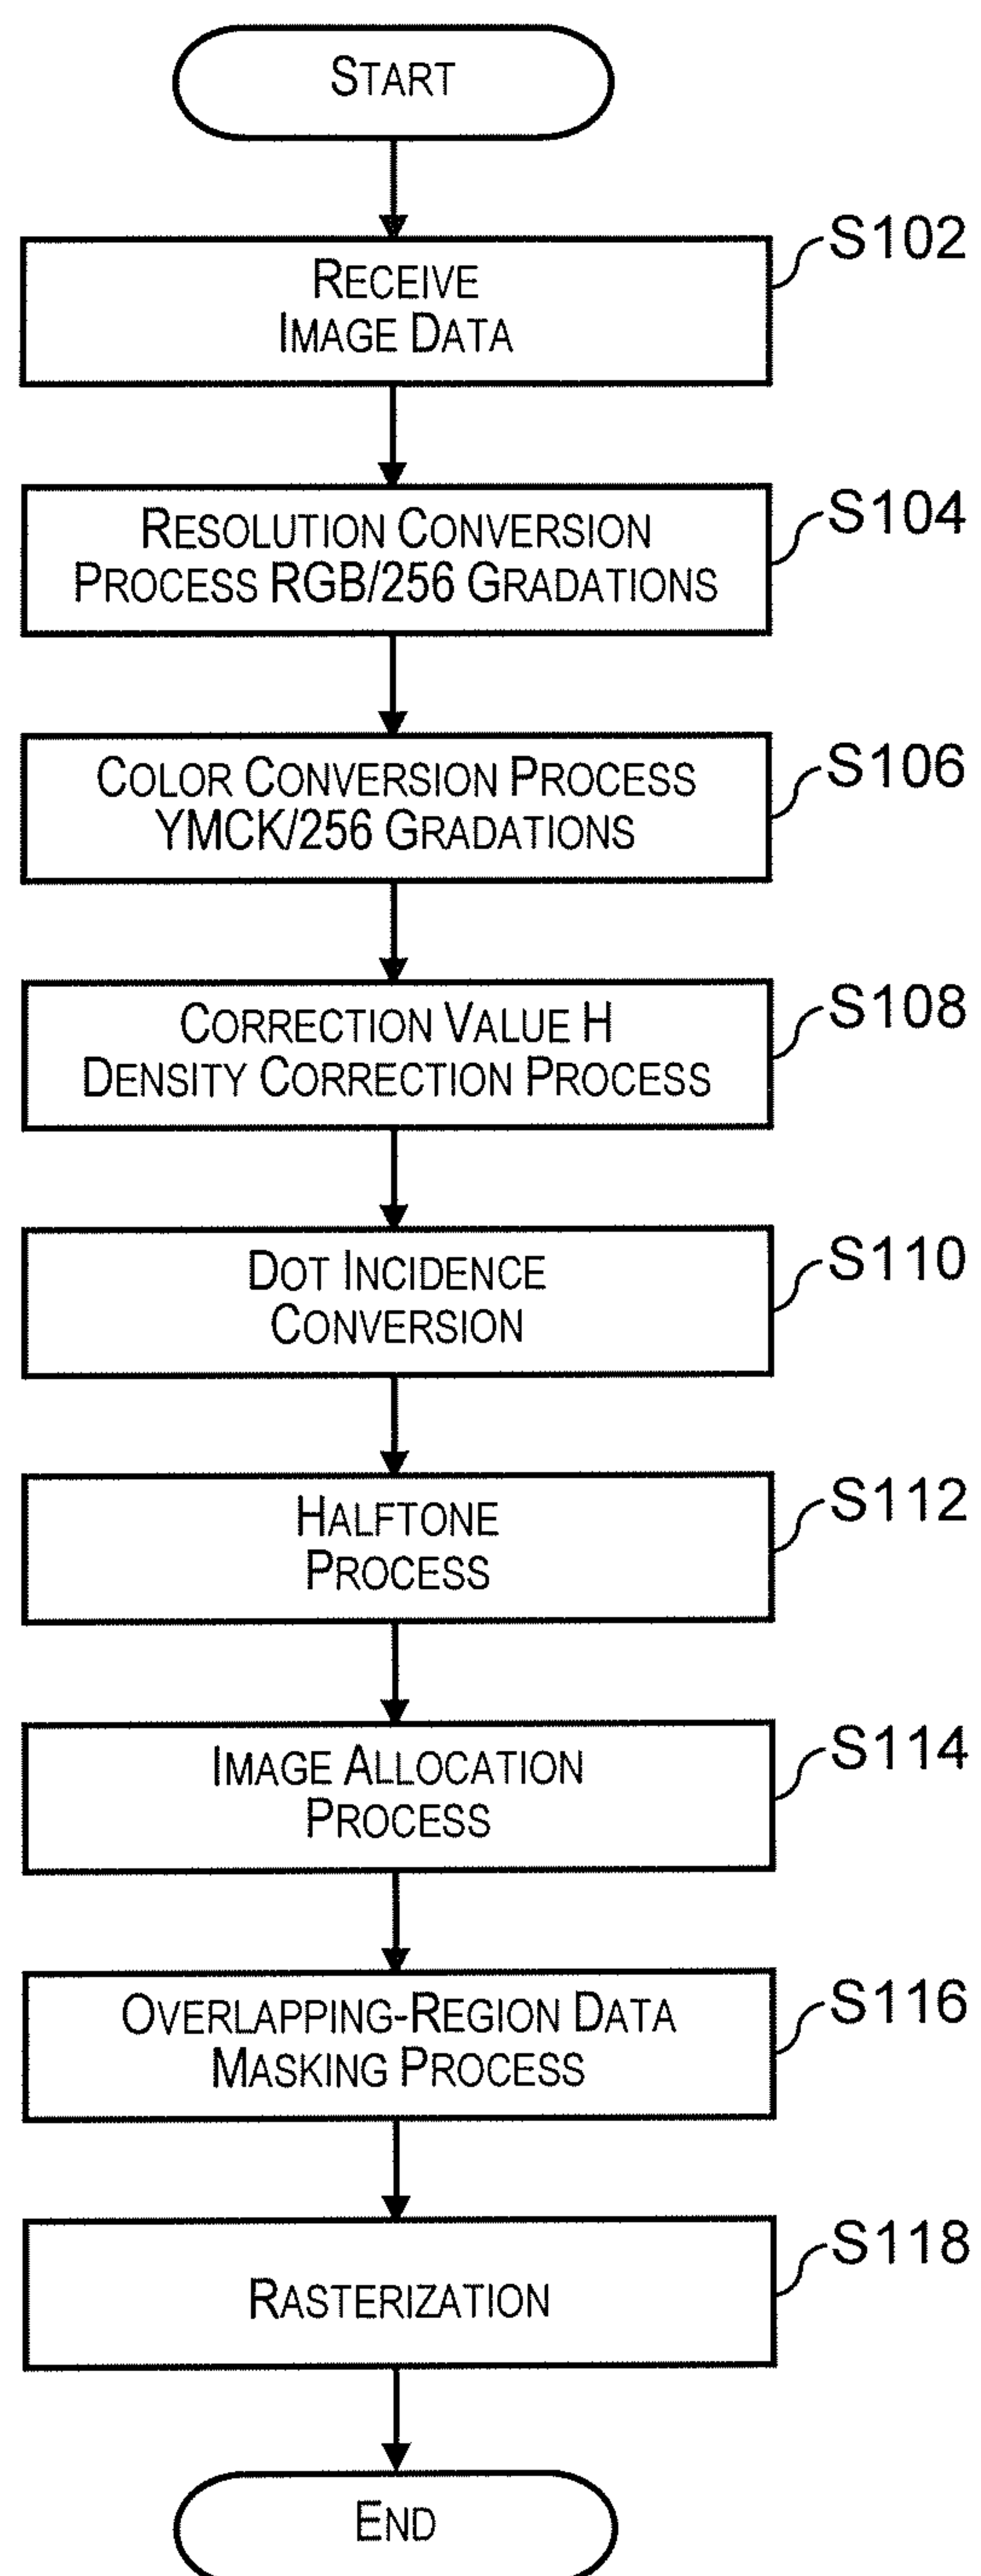 START
S102
RECEIVE
IMAGE DATA
S104
RESOLUTION CONVERSION
PROCESS RGB/256 GRADATIONS
S106
COLOR CONVERSION PROCESS
YMCK/256 GRADATIONS
S108
CORRECTION VALUE H
DENSITY CORRECTION PROCESS
S110
DOT INCIDENCE
CONVERSION
S112
HALFTONE
PROCESS
S114
IMAGE ALLOCATION
PROCESS
S116
OVERLAPPING-REGION DATA
MASKING PROCESS
S118
RASTERIZATION
END